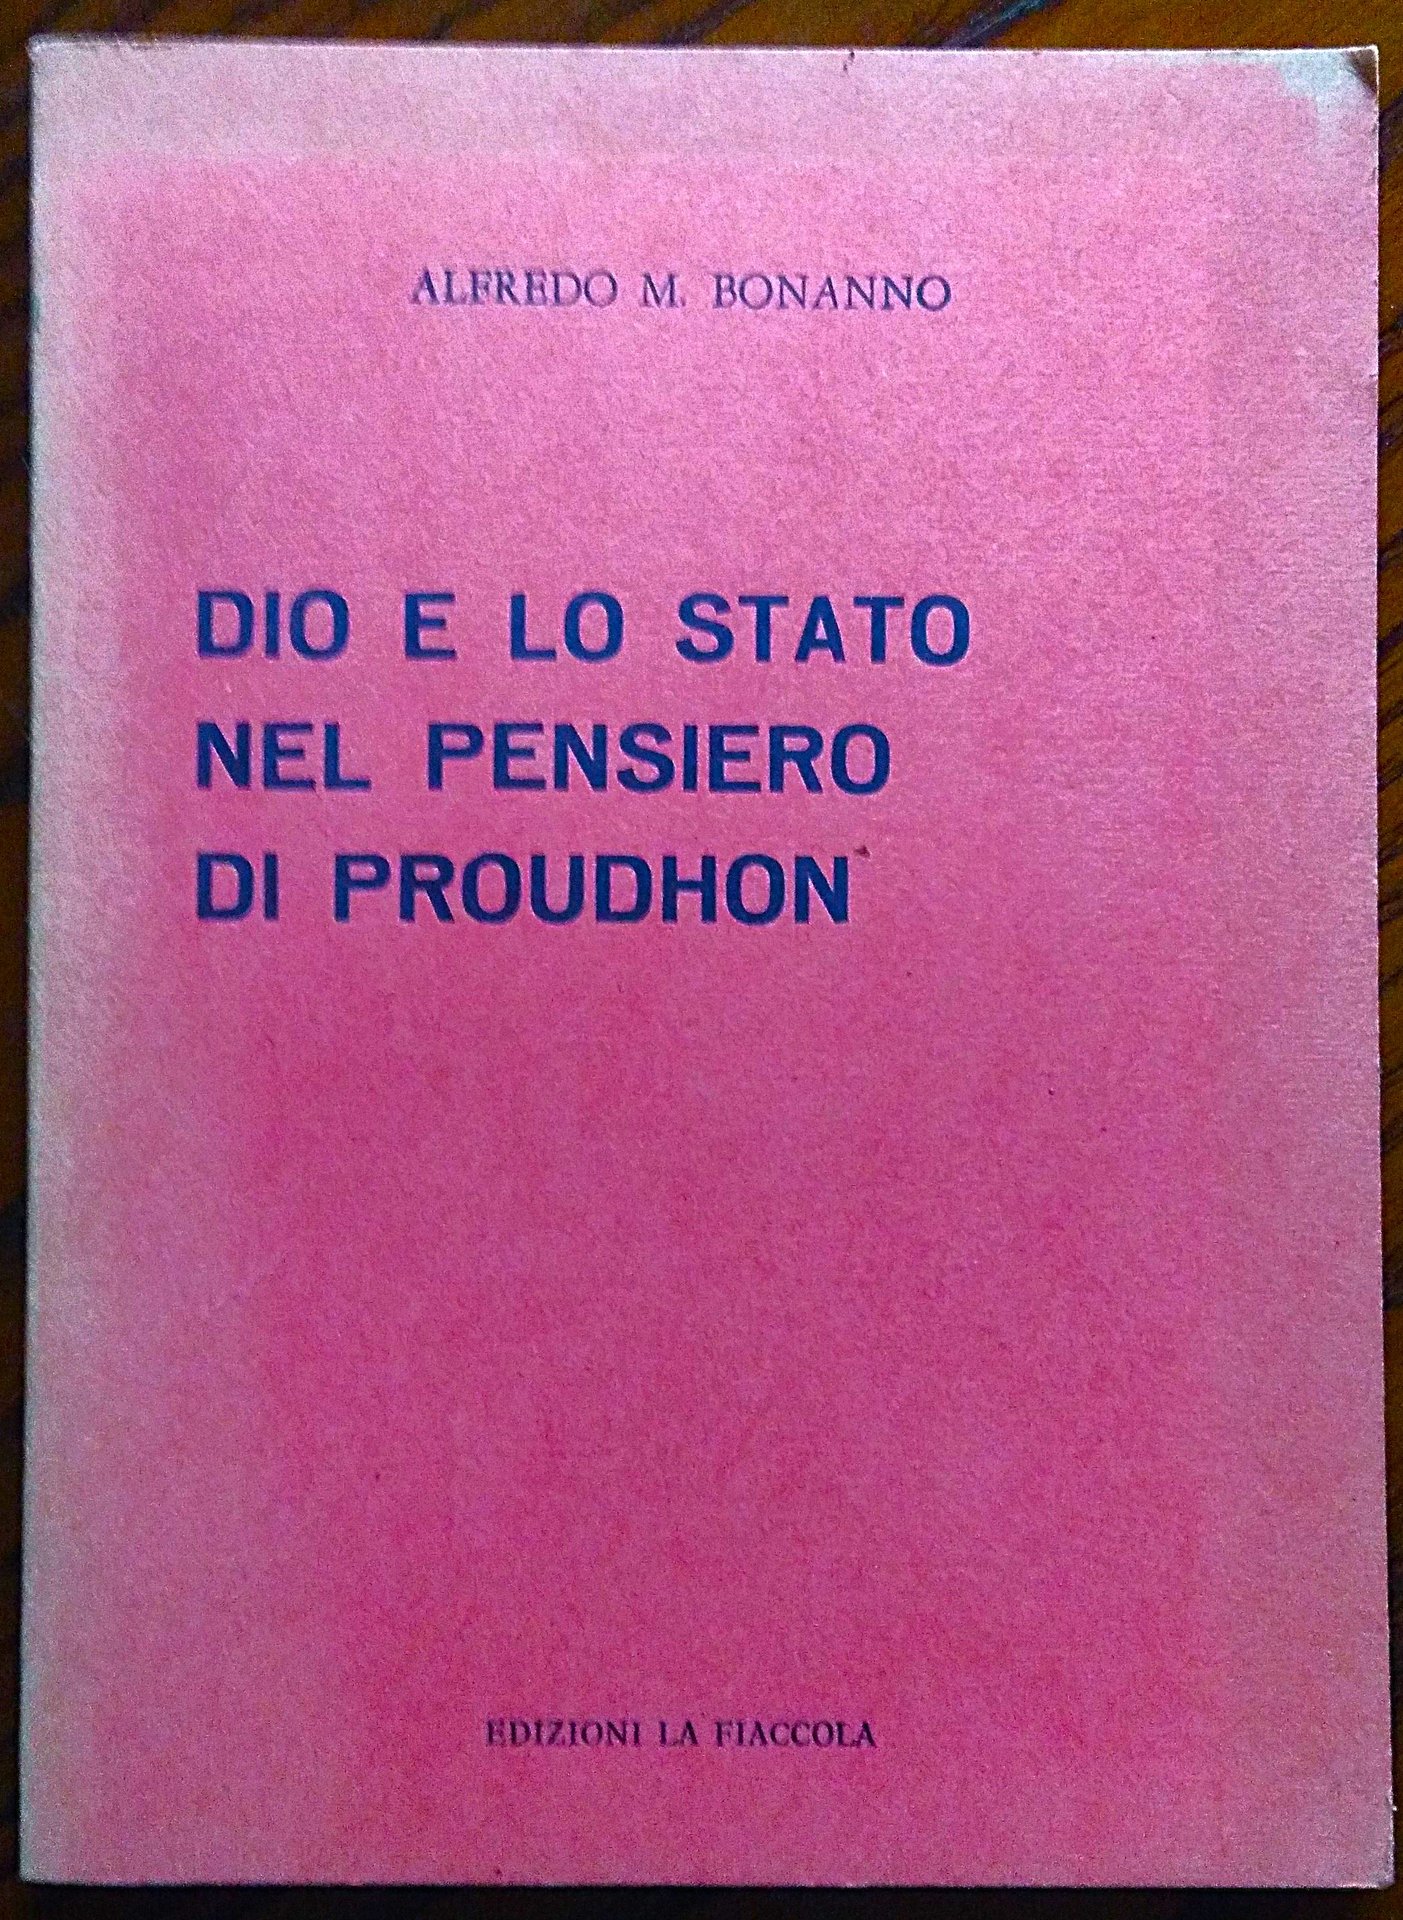 ALFREDO M. BONANNO
DIO E LO STATO
NEL PENSIERO
DI PROUDHON
EDIZIONI LA FIACCOLA